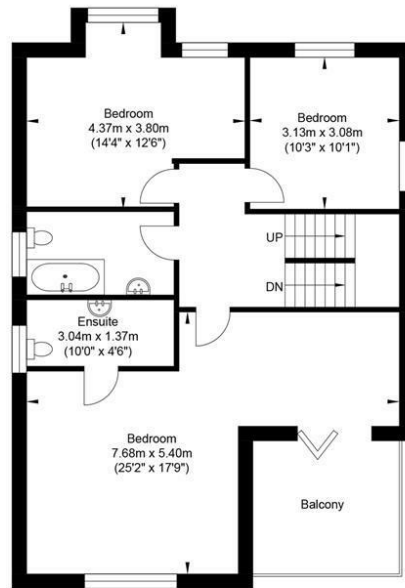 Bedroom
4.37m x 3.80m
(14'4" x 12'6")
Bedroom
3.13m x 3.08m
(10'3" x 10'1")
UP
DN
Ensuite
3.04m x 1.37m
(10'0" x 4'6")
Bedroom
7.68m x 5.40m
(25'2" x 17'9")
Balcony